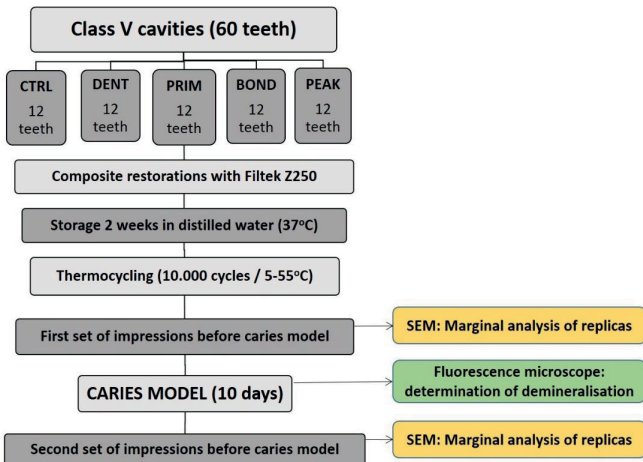 Class V cavities (60 teeth)
CTRL
12
teeth
DENT
12
teeth
PRIM
12
teeth
BOND
12
teeth
PEAK
12
teeth
Composite restorations with Filtek Z250
Storage 2 weeks in distilled water (37ºC)
Thermocycling (10.000 cycles / 5-55ºC)
First set of impressions before caries model
SEM: Marginal analysis of replicas
Fluorescence microscope:
determination of demineralisation
CARIES MODEL (10 days)
Second set of impressions before caries model
SEM: Marginal analysis of replicas